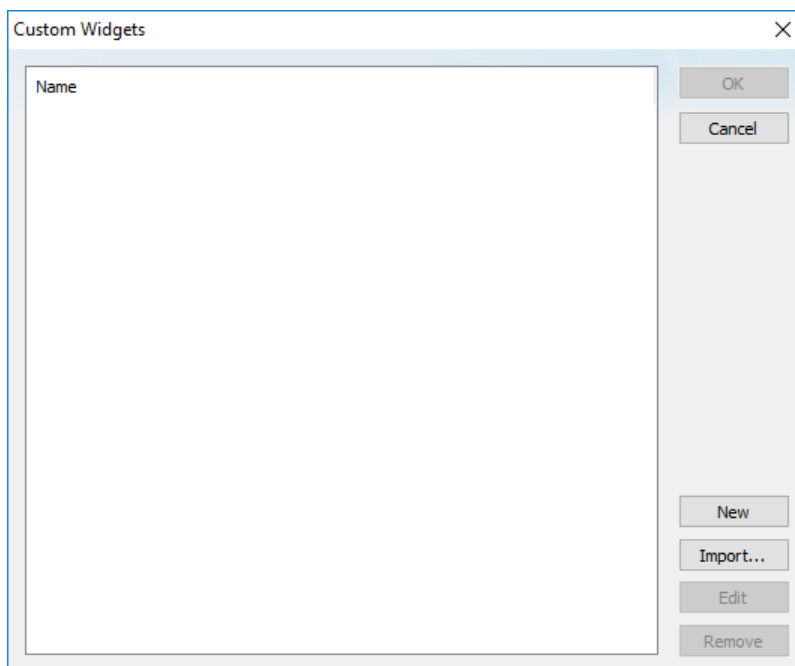 Custom Widgets
Name
OK
Cancel
New
Import...
Edit
Remove